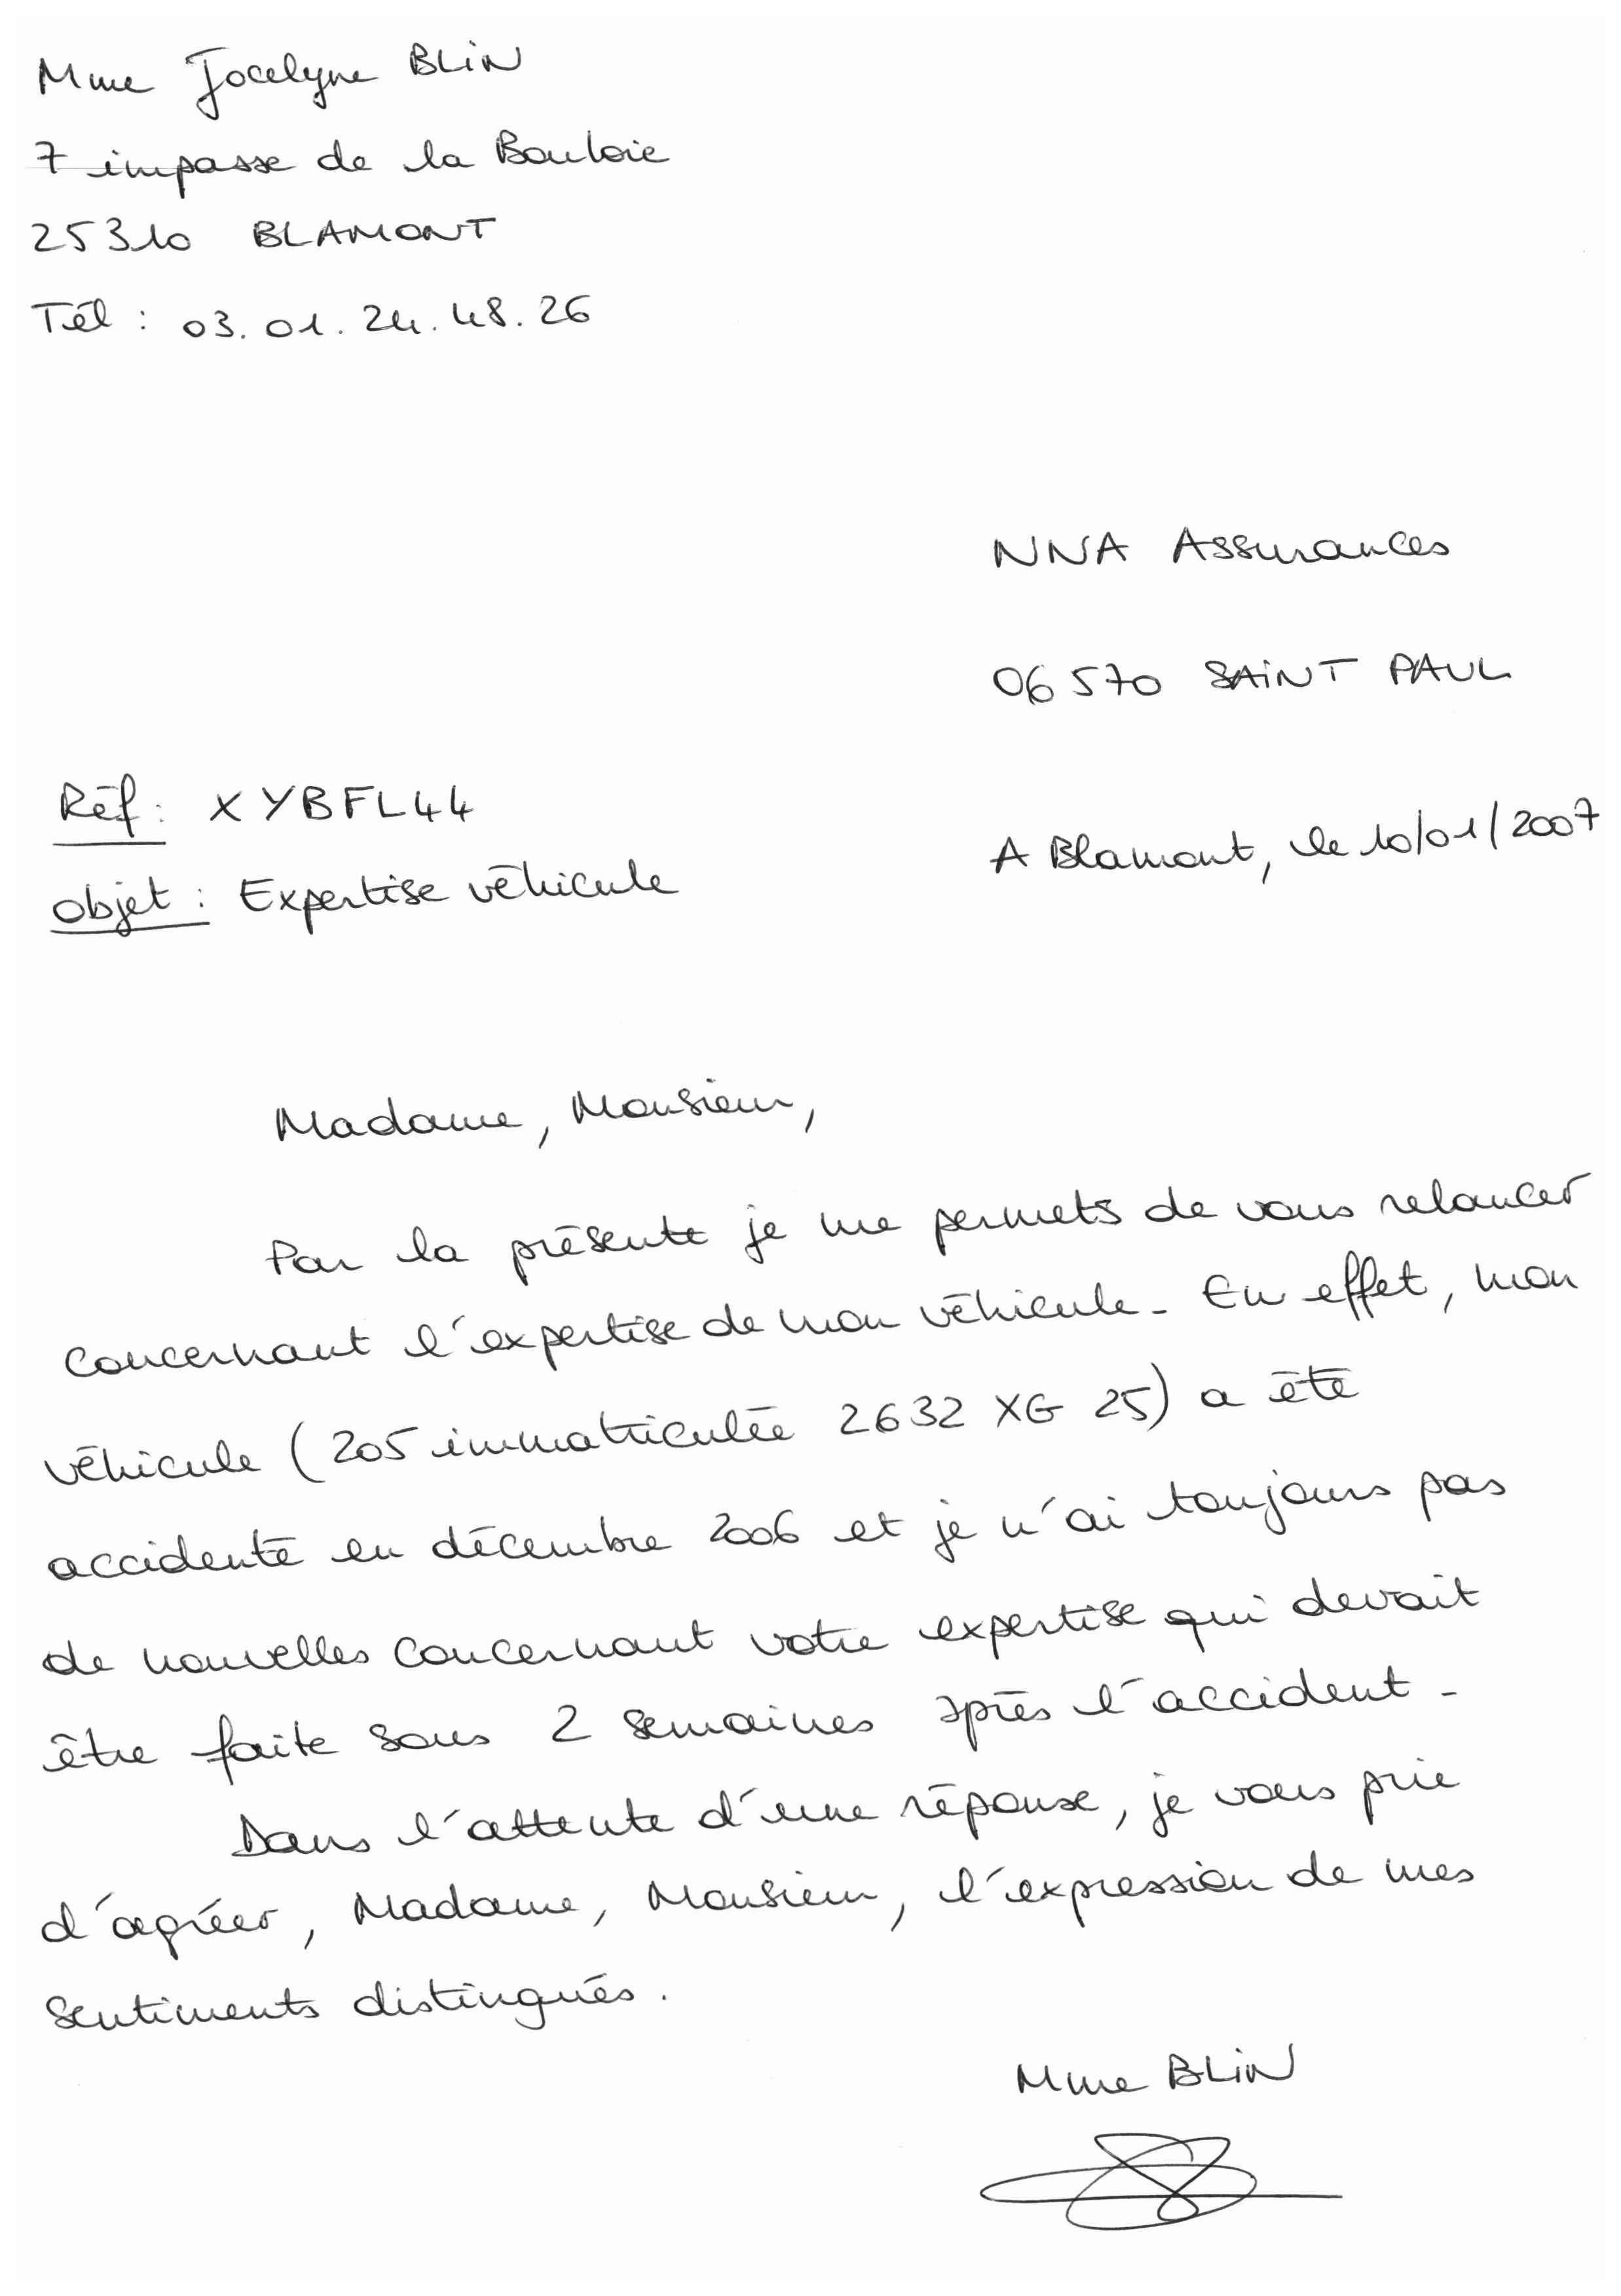 Mme Jocelyne BLIN
7 impasse de la Bouloie
25310 BLAMONT
Tél : 03.01.24.48.26
NNA Assurances
06570 SAINT PAUL
Réf : XYBFL44
A Blamont, le 10/01/2007
Objet : Expertise véhicule
Madame, Monsieur,
Par la présente je me permets de vous relancer
concernant l'expertise de mon véhicule. En effet, mon
véhicule (205 immatriculée 2632 XG 25) a été
accidenté en décembre 2006 et je n'ai toujours pas
de nouvelles concernant votre expertise qui devait
être faite sous 2 semaines après l'accident.
Dans l'attente d'une réponse, je vous prie
d'agréer, Madame, Monsieur, l'expression de mes
sentiments distingués.
Mme BLIN